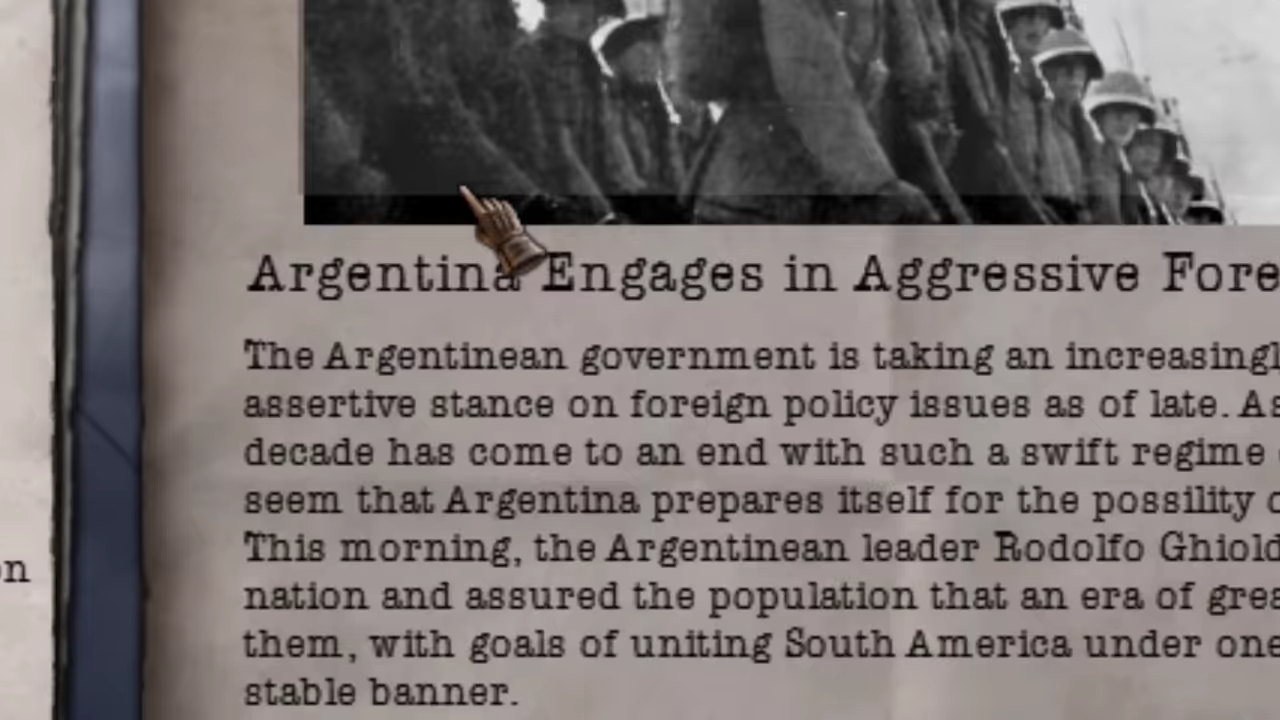 Argentina Engages in Aggressive Fore
The Argentinean government is taking an increasingl
assertive stance on foreign policy issues as of late. As
decade has come to an end with such a swift regime
seem that Argentina prepares itself for the possility o
This morning, the Argentinean leader Rodolfo Ghiold
nation and assured the population that an era of grea
them, with goals of uniting South America under one
stable banner.
on